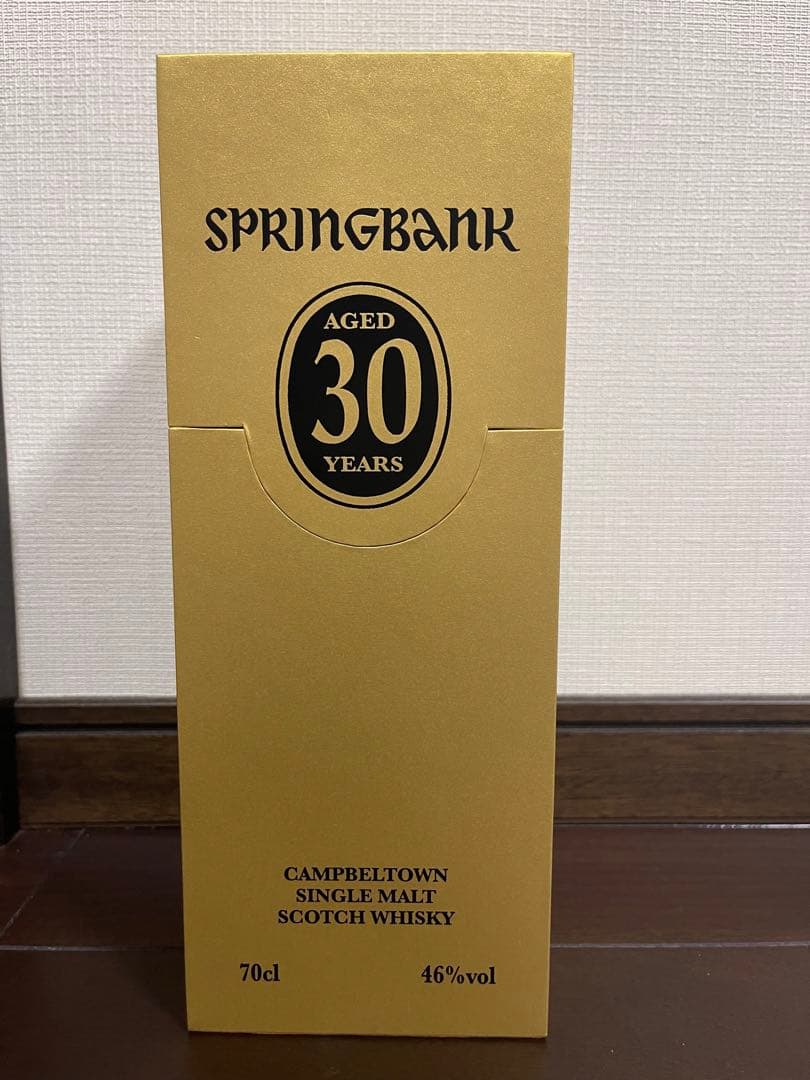 SPRINGBANK
AGED
30
YEARS
CAMPBELTOWN
SINGLE MALT
SCOTCH WHISKY
70cl 46%vol